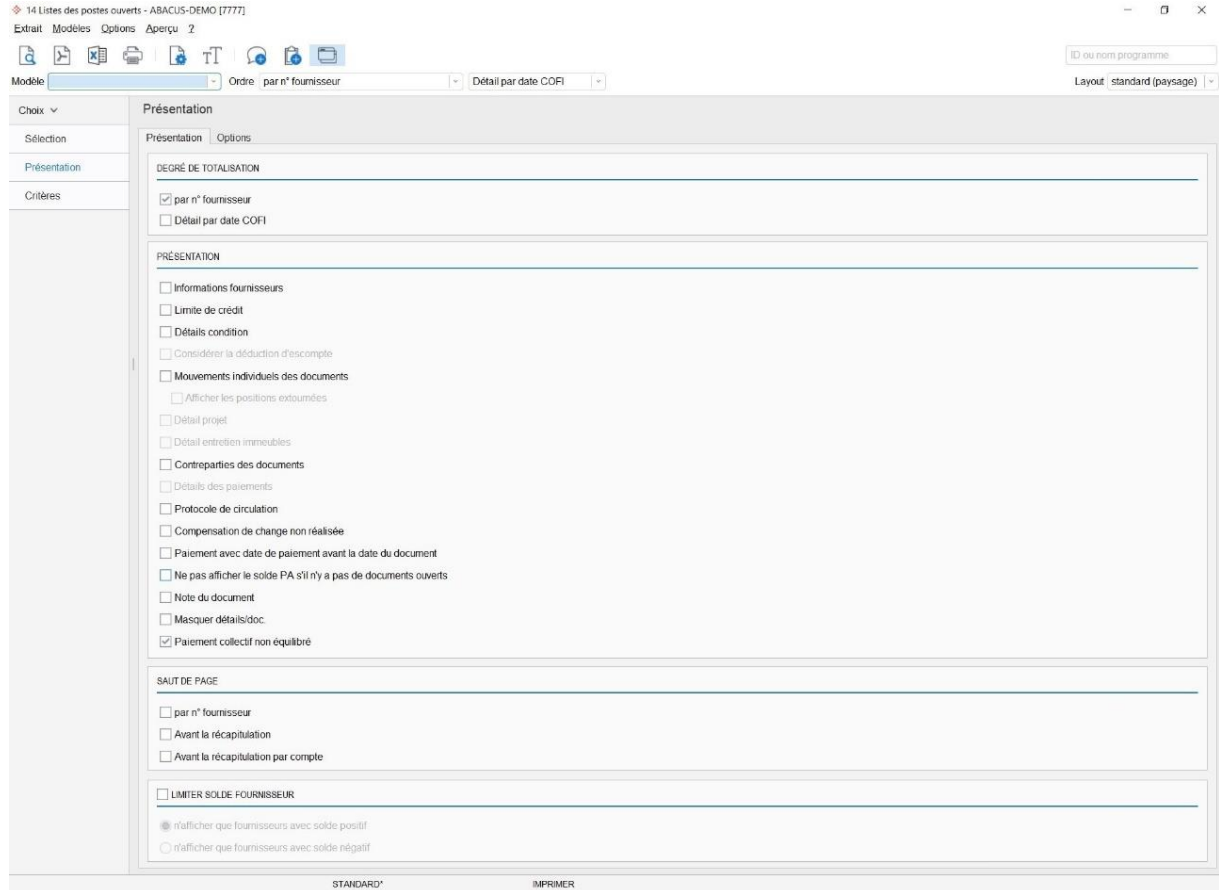 14 Listes des postes ouverts - ABACUS-DEMO [7777]
Extrait Modèles Options Aperçu ?
ID ou nom programme
Modèle Ordre par n° fournisseur Détail par date COFI Layout standard (paysage)
Choix Présentation
Sélection
Présentation Options
Présentation
Critères
DEGRÉ DE TOTALISATION
par n° fournisseur
Détail par date COFI
PRÉSENTATION
Informations fournisseurs
Limite de crédit
Détails condition
Considérer la déduction d'escompte
Mouvements individuels des documents
Afficher les positions extournées
Détail projet
Détail entretien immeubles
Contreparties des documents
Détails des paiements
Protocole de circulation
Compensation de change non réalisée
Paiement avec date de paiement avant la date du document
Ne pas afficher le solde PA s'il n'y a pas de documents ouverts
Note du document
Masquer détails/doc.
Paiement collectif non équilibré
SAUT DE PAGE
par n° fournisseur
Avant la récapitulation
Avant la récapitulation par compte
LIMITER SOLDE FOURNISSEUR
n'afficher que fournisseurs avec solde positif
n'afficher que fournisseurs avec solde négatif
STANDARD* IMPRIMER